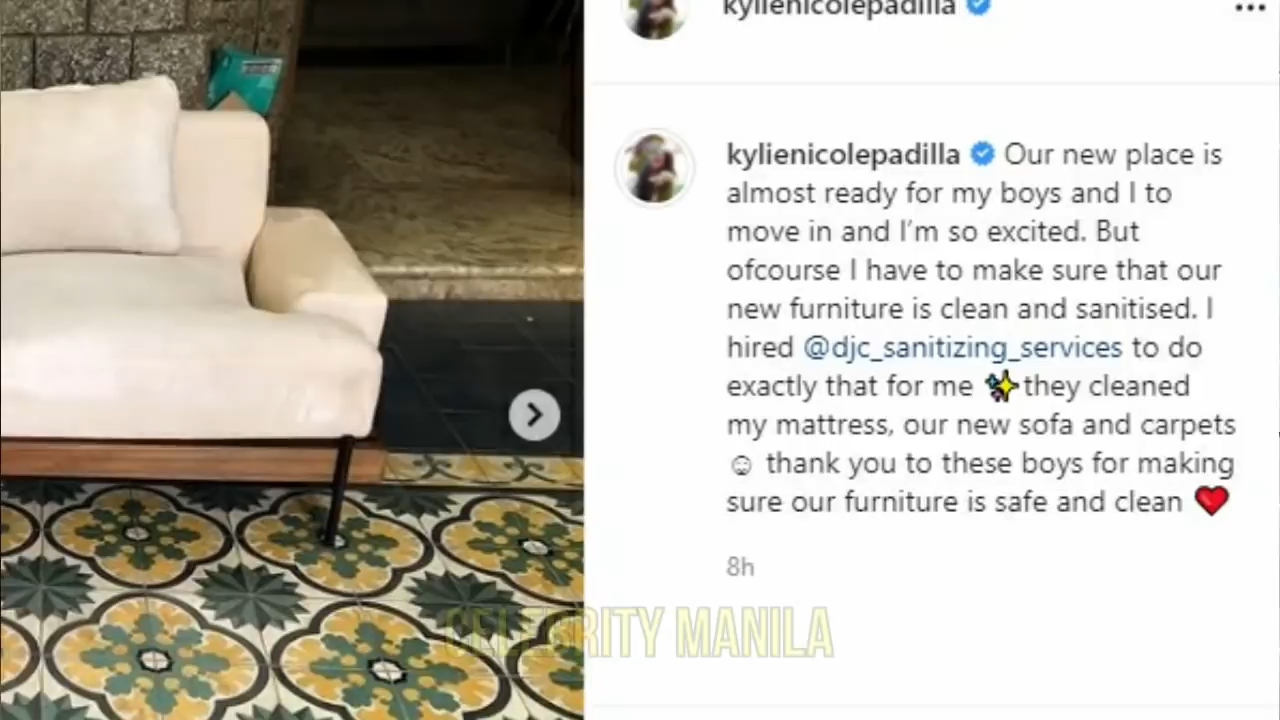 kylienicolepadilla
kylienicolepadilla Our new place is
almost ready for my boys and I to
move in and I'm so excited. But
ofcourse I have to make sure that our
new furniture is clean and sanitised. I
hired @djc_sanitizing_services to do
exactly that for me ✨they cleaned
my mattress, our new sofa and carpets
☺ thank you to these boys for making
sure our furniture is safe and clean ❤
8h
CELEBRITY MANILA